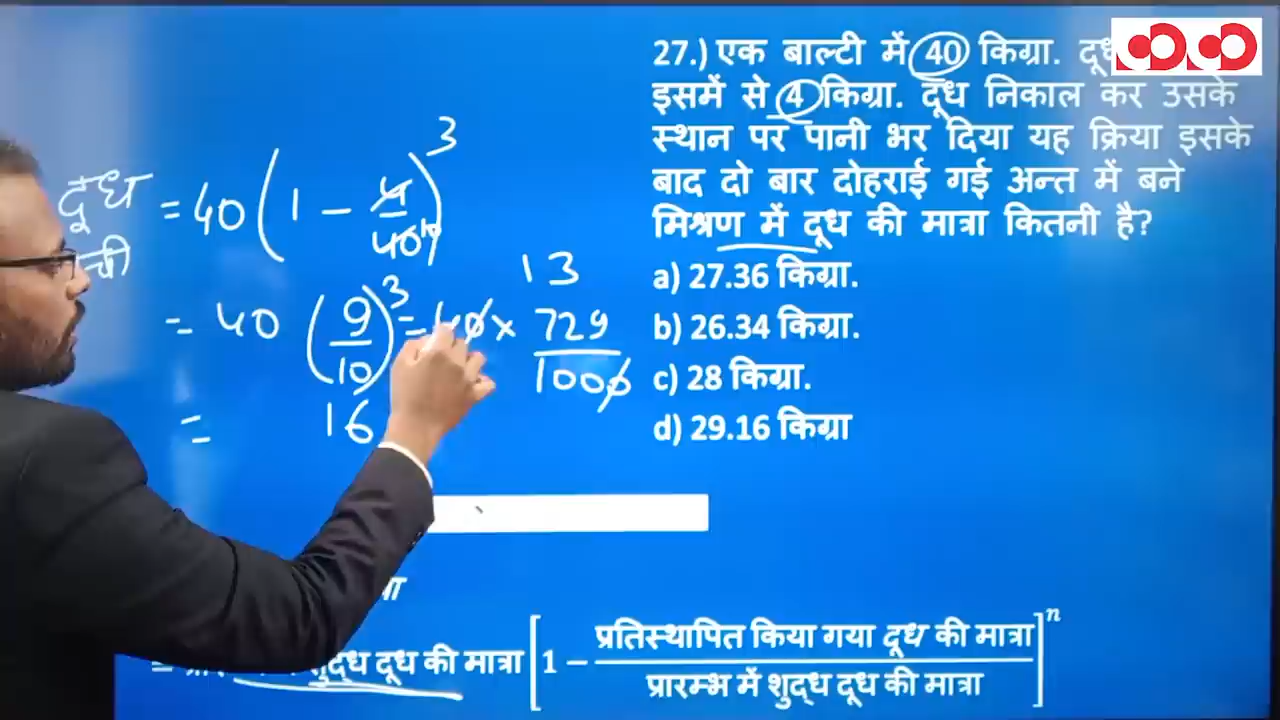 27.) एक बाल्टी में 40 किग्रा.
इसमें से 4 किग्रा. दूध निकाल कर उसके
स्थान पर पानी भर दिया यह क्रिया इसके
बाद दो बार दोहराई गई अन्त में बने
मिश्रण में दूध की मात्रा कितनी है?
a) 27.36 किग्रा.
b) 26.34 किग्रा.
c) 28 किग्रा.
d) 29.16 किग्रा
दूध = 40 (1 - 4/40 10)^3
की
= 40 (9/10)^3 = 40 × 729/1000
13
= 16
शुद्ध दूध की मात्रा [1 - प्रतिस्थापित किया गया दूध की मात्रा / प्रारम्भ में शुद्ध दूध की मात्रा]^n